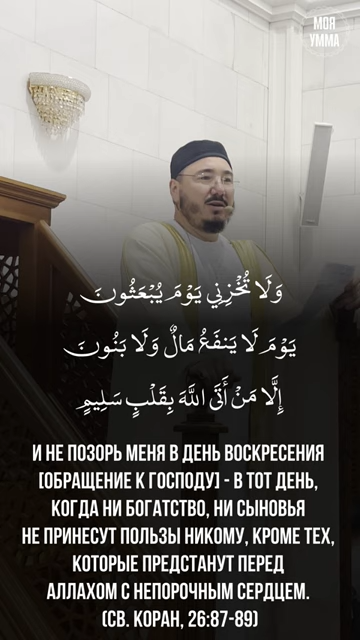 МОЯ
УММА
وَلَا تُخْزِنِي يَوْمَ يُبْعَثُونَ
يَوْمَ لَا يَنفَعُ مَالٌ وَلَا بَنُونَ
إِلَّا مَنْ أَتَى اللَّهَ بِقَلْبٍ سَلِيمٍ
И НЕ ПОЗОРЬ МЕНЯ В ДЕНЬ ВОСКРЕСЕНИЯ
[ОБРАЩЕНИЕ К ГОСПОДУ] - В ТОТ ДЕНЬ,
КОГДА НИ БОГАТСТВО, НИ СЫНОВЬЯ
НЕ ПРИНЕСУТ ПОЛЬЗЫ НИКОМУ, КРОМЕ ТЕХ,
КОТОРЫЕ ПРЕДСТАНУТ ПЕРЕД
АЛЛАХОМ С НЕПОРОЧНЫМ СЕРДЦЕМ.
(СВ. КОРАН, 26:87-89)